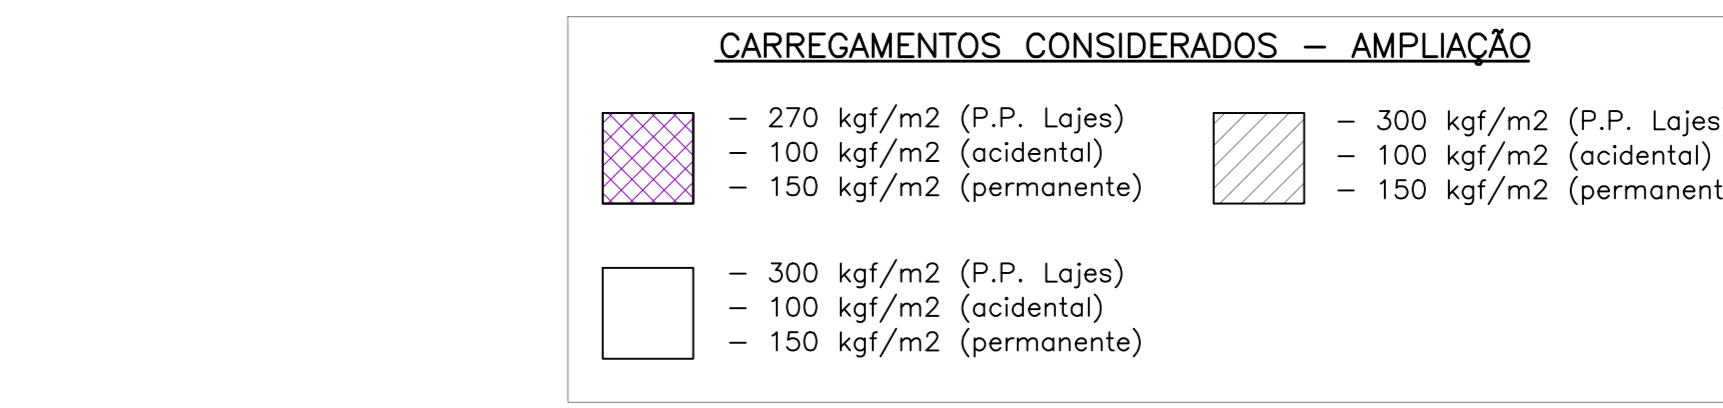 CARREGAMENTOS CONSIDERADOS – AMPLIAÇÃO
– 270 kgf/m2 (P.P. Lajes)
– 100 kgf/m2 (acidental)
– 150 kgf/m2 (permanente)
– 300 kgf/m2 (P.P. Lajes
– 100 kgf/m2 (acidental)
– 150 kgf/m2 (permanent
– 300 kgf/m2 (P.P. Lajes)
– 100 kgf/m2 (acidental)
– 150 kgf/m2 (permanente)